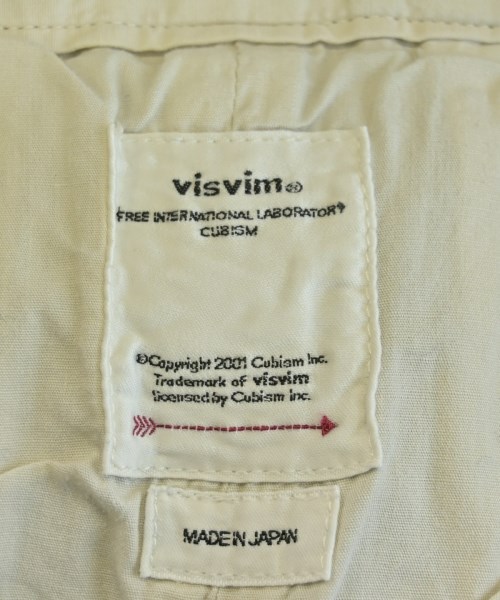 visvim®
FREE INTERNATIONAL LABORATORY
CUBISM
©Copyright 2001 Cubism Inc.
Trademark of visvim
licensed by Cubism Inc.
MADE IN JAPAN